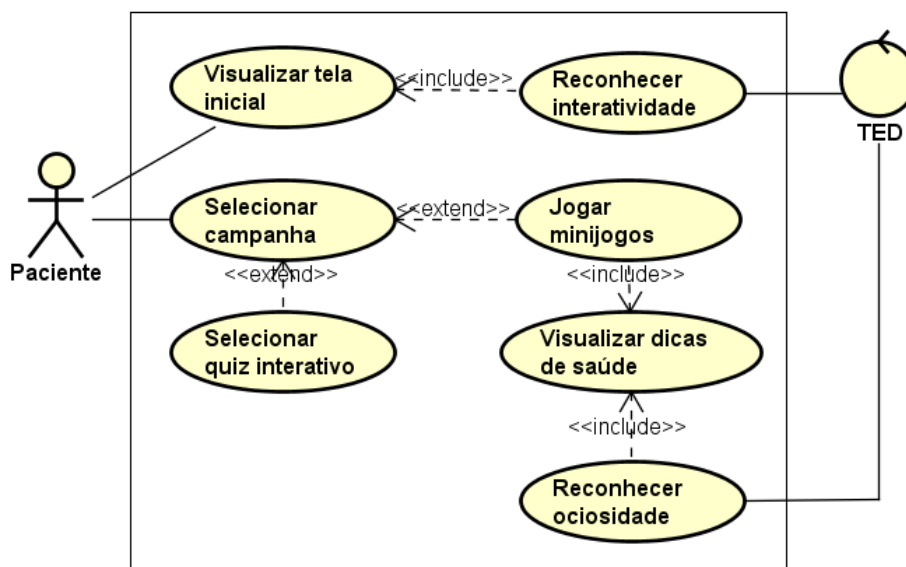 Visualizar tela
inicial
<<include>>
Reconhecer
interatividade
TED
Paciente
Selecionar
campanha
<<extend>>
Jogar
minijogos
<<extend>>
<<include>>
Selecionar
quiz interativo
Visualizar dicas
de saúde
<<include>>
Reconhecer
ociosidade